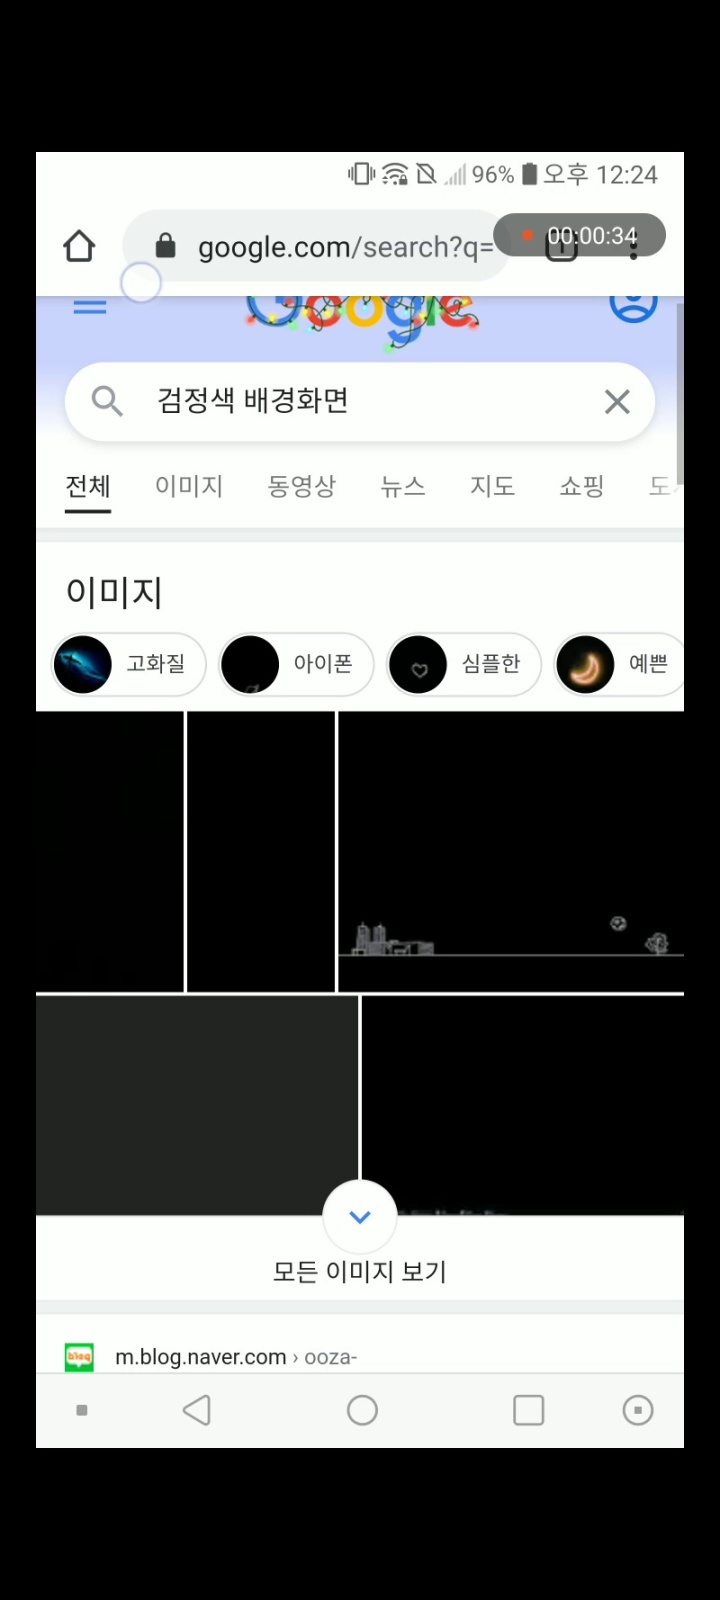 96% 오후 12:24
google.com/search?q=
00:00:34
Google
검정색 배경화면
전체 이미지 동영상 뉴스 지도 쇼핑
이미지
고화질 아이폰 심플한 예쁜
모든 이미지 보기
blog m.blog.naver.com › ooza-